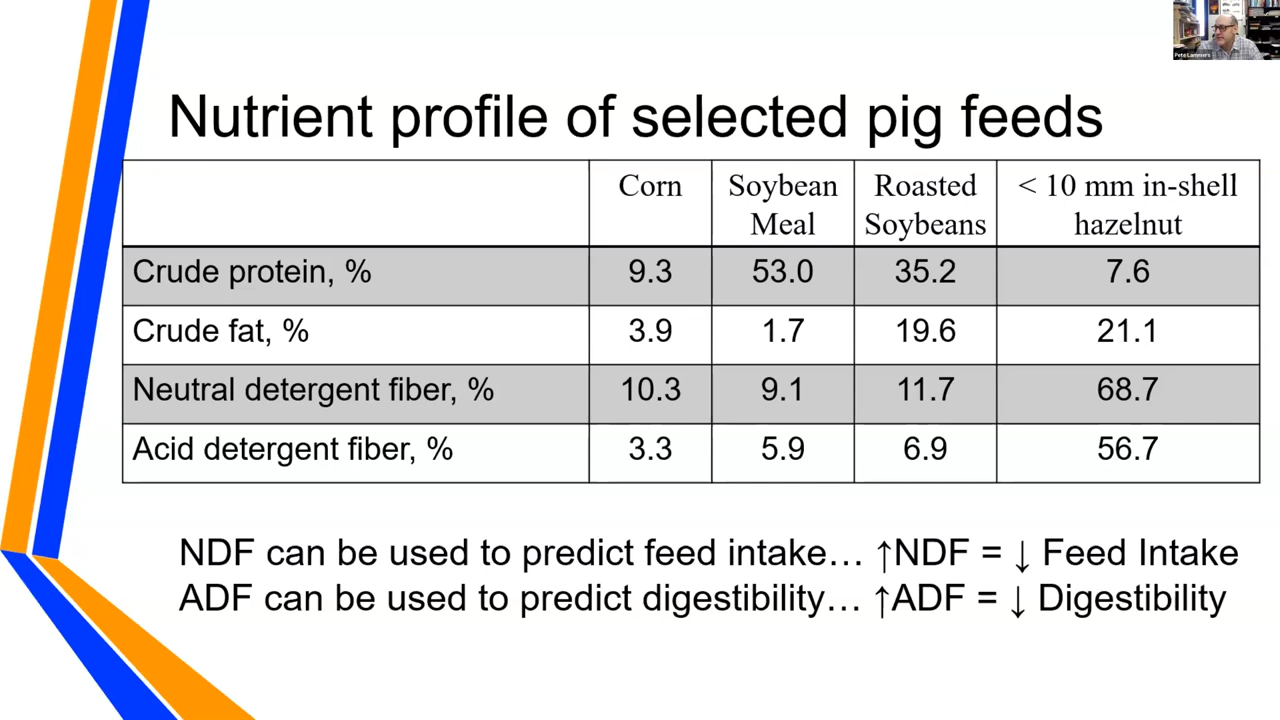 Pete Lammers
Nutrient profile of selected pig feeds
Corn
Soybean Meal
Roasted Soybeans
< 10 mm in-shell hazelnut
Crude protein, % 9.3 53.0 35.2 7.6
Crude fat, % 3.9 1.7 19.6 21.1
Neutral detergent fiber, % 10.3 9.1 11.7 68.7
Acid detergent fiber, % 3.3 5.9 6.9 56.7
NDF can be used to predict feed intake… ↑NDF = ↓ Feed Intake
ADF can be used to predict digestibility… ↑ADF = ↓ Digestibility